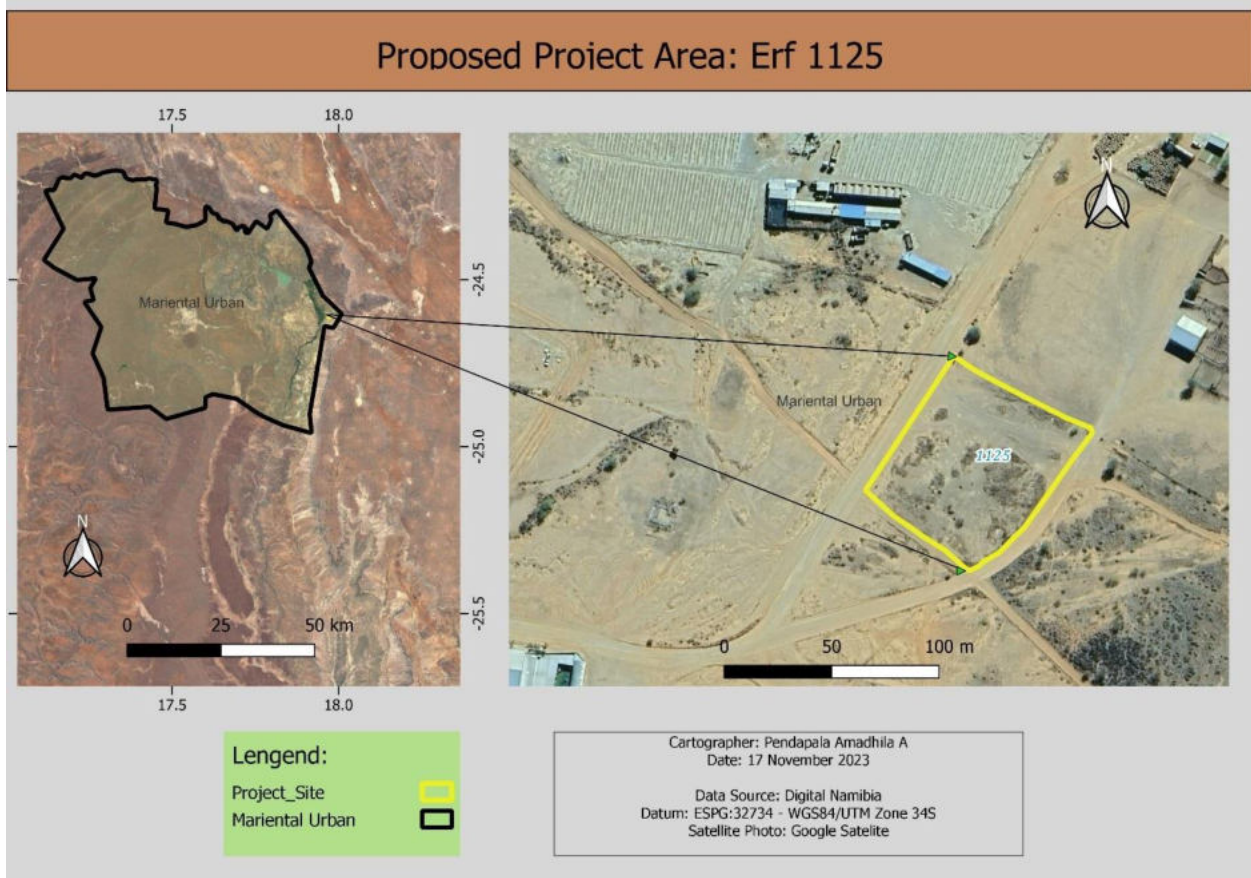 Proposed Project Area: Erf 1125
17.5 18.0
N
Mariental Urban
-24.5
-25.0
-25.5
N
0 25 50 km
17.5 18.0
N
Mariental Urban
1125
0 50 100 m
Lengend:
Project_Site
Mariental Urban
Cartographer: Pendapala Amadhila A
Date: 17 November 2023
Data Source: Digital Namibia
Datum: ESPG:32734 - WGS84/UTM Zone 34S
Satellite Photo: Google Satelite